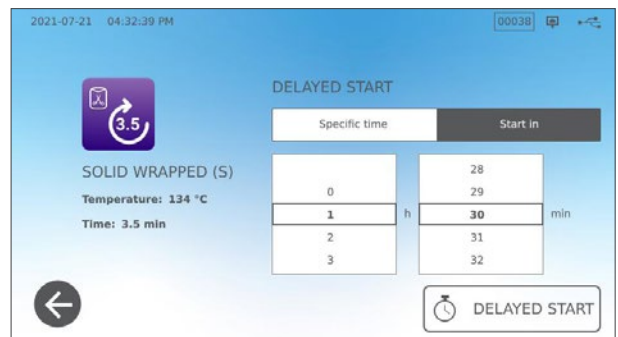 2021-07-21 04:32:39 PM 00038
DELAYED START
Specific time Start in
3.5
SOLID WRAPPED (S)
Temperature: 134 °C
Time: 3.5 min
28
0 29
1 h 30 min
2 31
3 32
DELAYED START